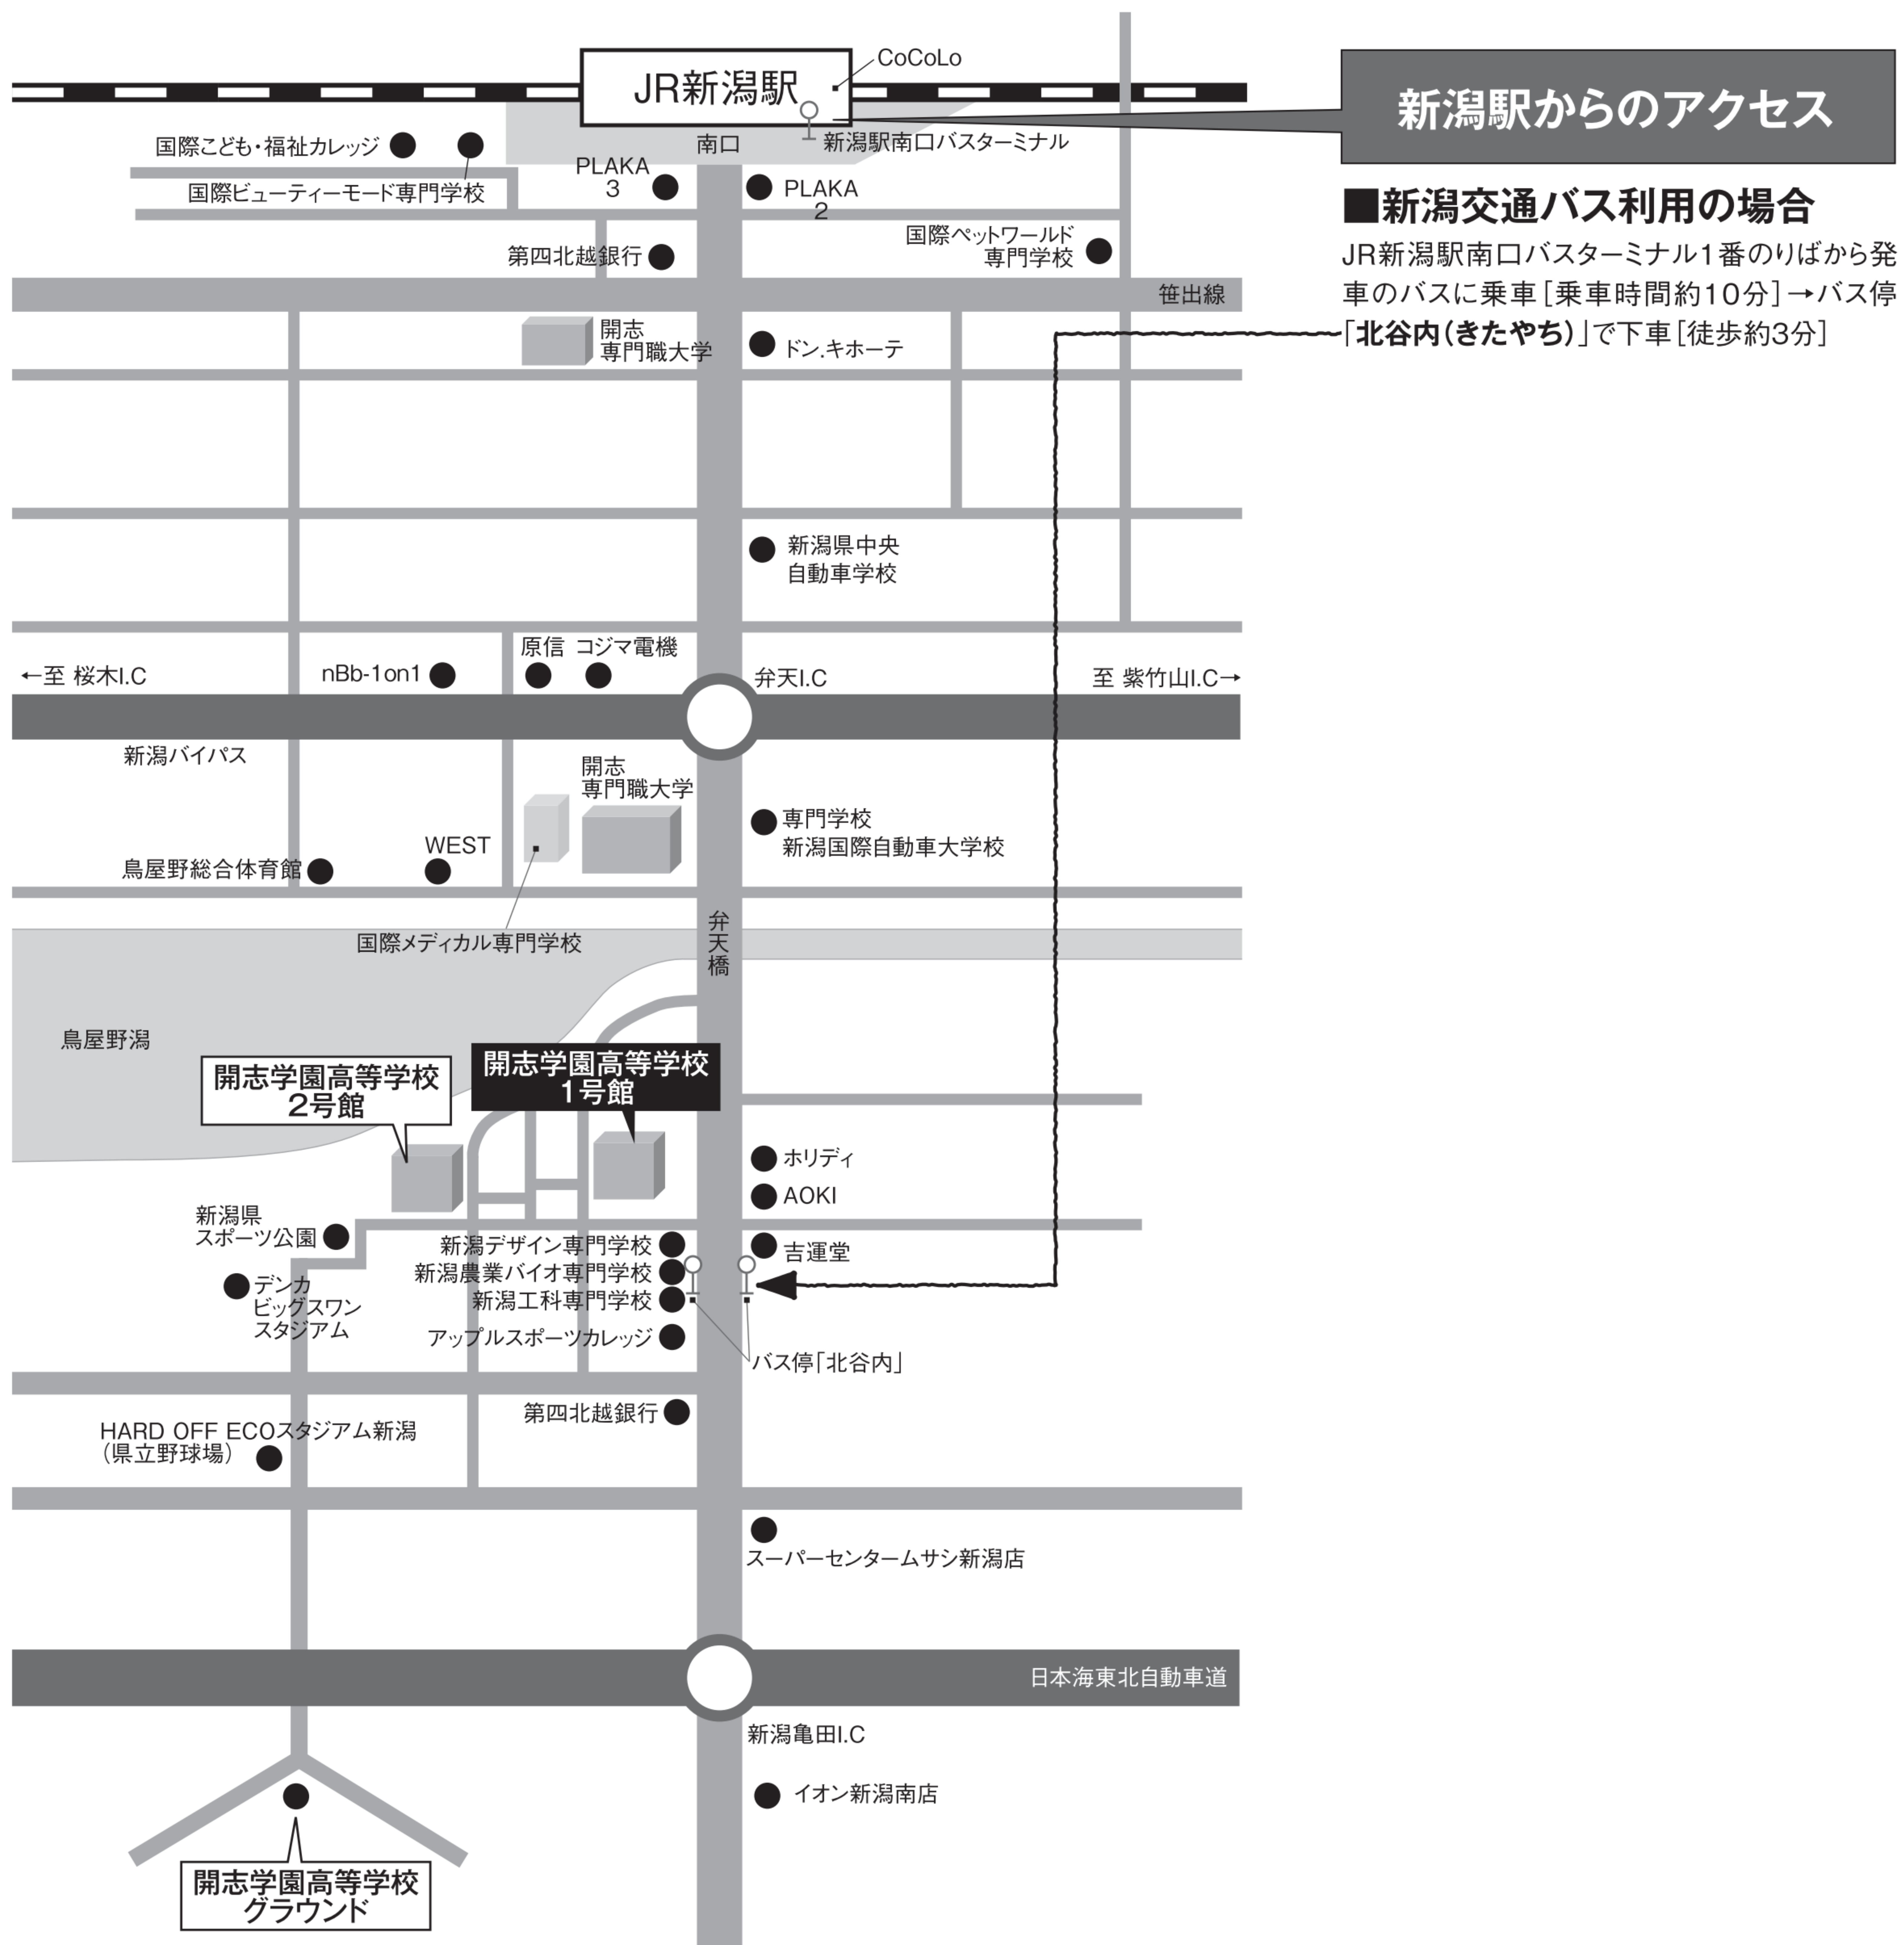 CoCoLo
JR新潟駅
新潟駅からのアクセス
南口
新潟駅南口バスターミナル
国際こども・福祉カレッジ
国際ビューティーモード専門学校
PLAKA
3
PLAKA
2
■新潟交通バス利用の場合
JR新潟駅南口バスターミナル1番のりばから発
車のバスに乗車［乗車時間約10分］→バス停
「北谷内（きたやち）」で下車［徒歩約3分］
第四北越銀行
国際ペットワールド
専門学校
笹出線
開志
専門職大学
ドン.キホーテ
新潟県中央
自動車学校
←至 桜木I.C
nBb-1on1
原信
コジマ電機
弁天I.C
至 紫竹山I.C→
新潟バイパス
開志
専門職大学
専門学校
新潟国際自動車大学校
WEST
鳥屋野総合体育館
国際メディカル専門学校
弁天橋
鳥屋野潟
開志学園高等学校
2号館
開志学園高等学校
1号館
ホリディ
AOKI
新潟県
スポーツ公園
新潟デザイン専門学校
吉運堂
新潟農業バイオ専門学校
新潟工科専門学校
デンカ
ビッグスワン
スタジアム
アップルスポーツカレッジ
バス停「北谷内」
第四北越銀行
HARD OFF ECOスタジアム新潟
（県立野球場）
スーパーセンタームサシ新潟店
日本海東北自動車道
新潟亀田I.C
イオン新潟南店
開志学園高等学校
グラウンド